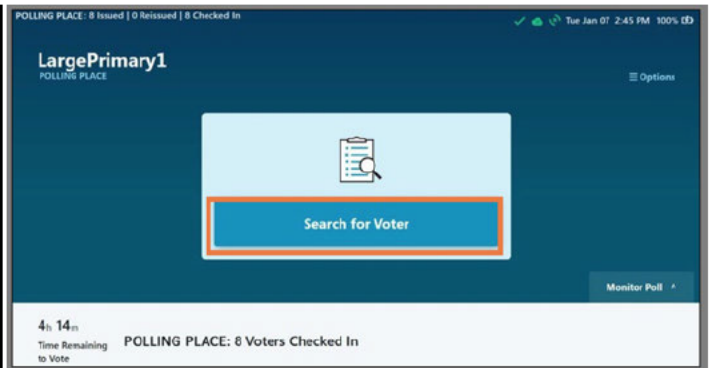 POLLING PLACE: 8 Issued | 0 Reissued | 8 Checked In
Tue Jan 07 2:45 PM 100%
LargePrimary1
POLLING PLACE
Options
Search for Voter
Monitor Poll
4h 14m
Time Remaining
to Vote
POLLING PLACE: 8 Voters Checked In